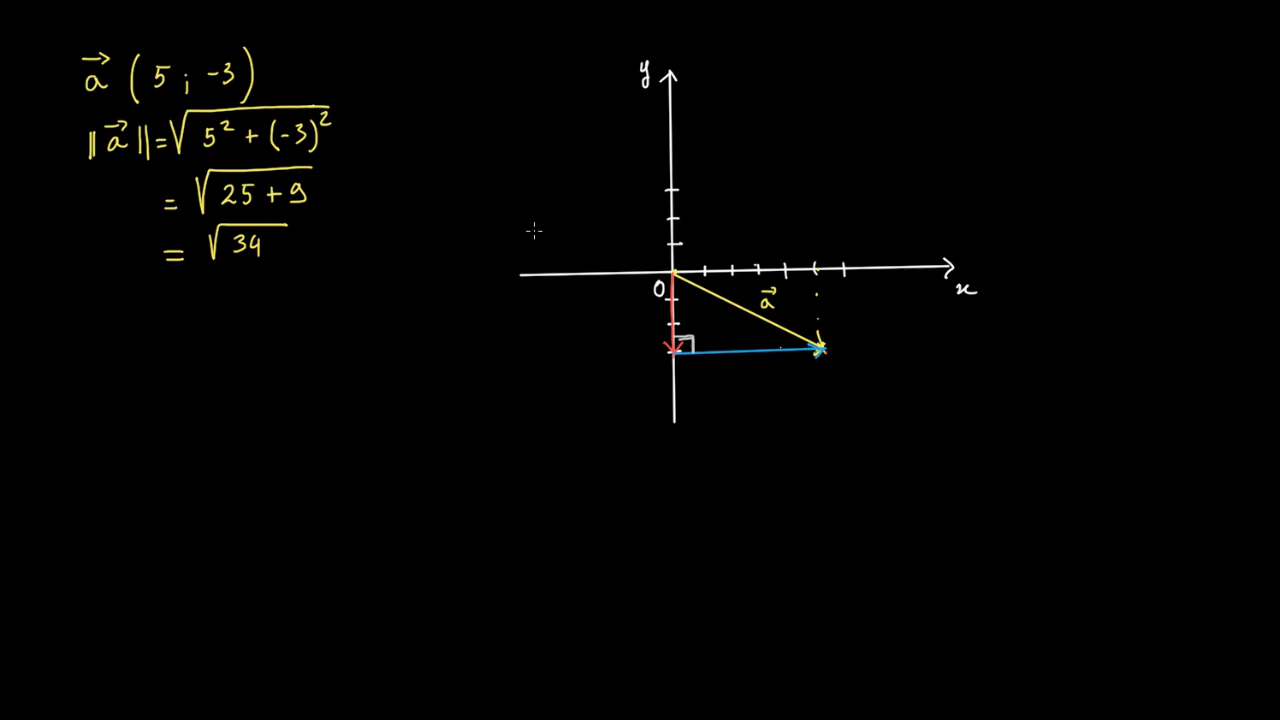 a⃗ ( 5 ; -3 )
||a⃗|| = √(5² + (-3)²)
= √(25 + 9)
= √34
y
a⃗
0
x